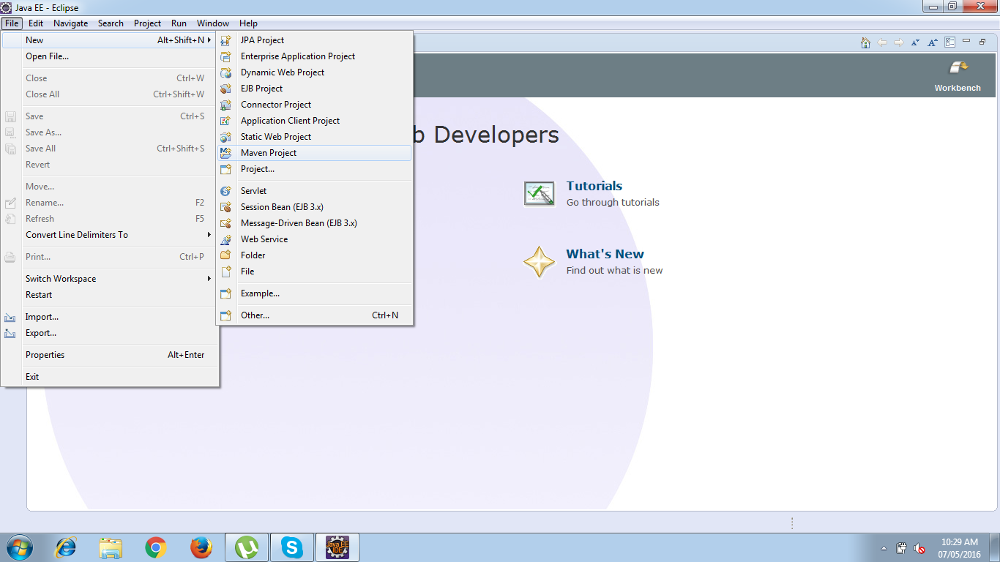 Java EE - Eclipse
File Edit Navigate Search Project Run Window Help
New Alt+Shift+N
Open File...
Close Ctrl+W
Close All Ctrl+Shift+W
Save Ctrl+S
Save As...
Save All Ctrl+Shift+S
Revert
Move...
Rename... F2
Refresh F5
Convert Line Delimiters To
Print... Ctrl+P
Switch Workspace
Restart
Import...
Export...
Properties Alt+Enter
Exit
JPA Project
Enterprise Application Project
Dynamic Web Project
EJB Project
Connector Project
Application Client Project
Static Web Project
Maven Project
Project...
Servlet
Session Bean (EJB 3.x)
Message-Driven Bean (EJB 3.x)
Web Service
Folder
File
Example...
Other... Ctrl+N
Workbench
b Developers
Tutorials
Go through tutorials
What's New
Find out what is new
Java EE
IDE
10:29 AM
07/05/2016